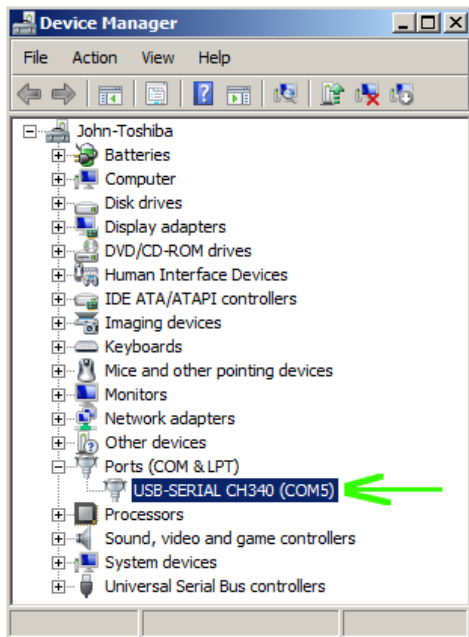 Device Manager
File Action View Help
John-Toshiba
Batteries
Computer
Disk drives
Display adapters
DVD/CD-ROM drives
Human Interface Devices
IDE ATA/ATAPI controllers
Imaging devices
Keyboards
Mice and other pointing devices
Monitors
Network adapters
Other devices
Ports (COM & LPT)
USB-SERIAL CH340 (COM5)
Processors
Sound, video and game controllers
System devices
Universal Serial Bus controllers